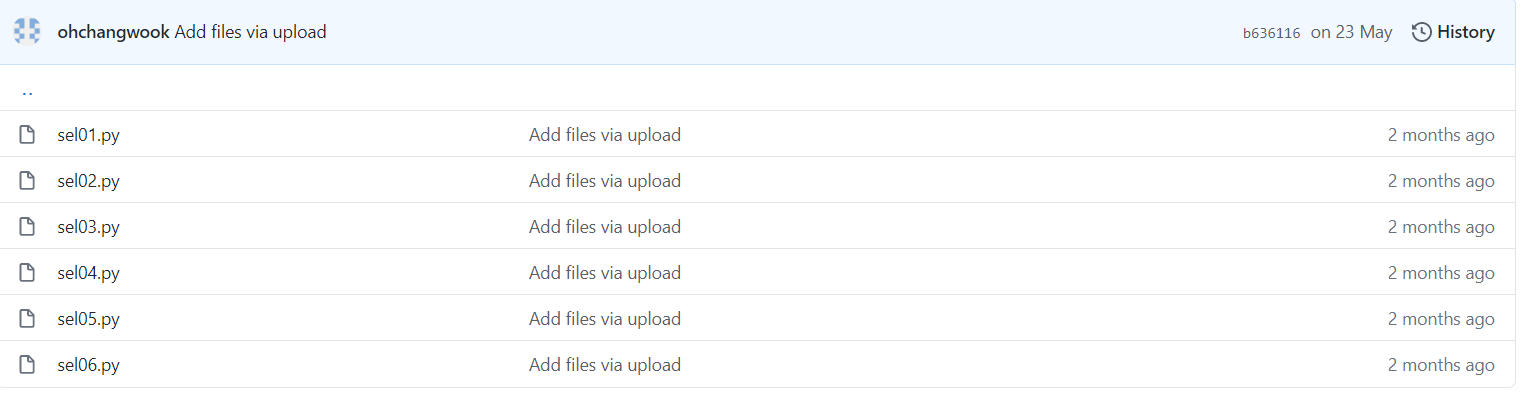 ohchangwook Add files via upload b636116 on 23 May History
..
sel01.py Add files via upload 2 months ago
sel02.py Add files via upload 2 months ago
sel03.py Add files via upload 2 months ago
sel04.py Add files via upload 2 months ago
sel05.py Add files via upload 2 months ago
sel06.py Add files via upload 2 months ago